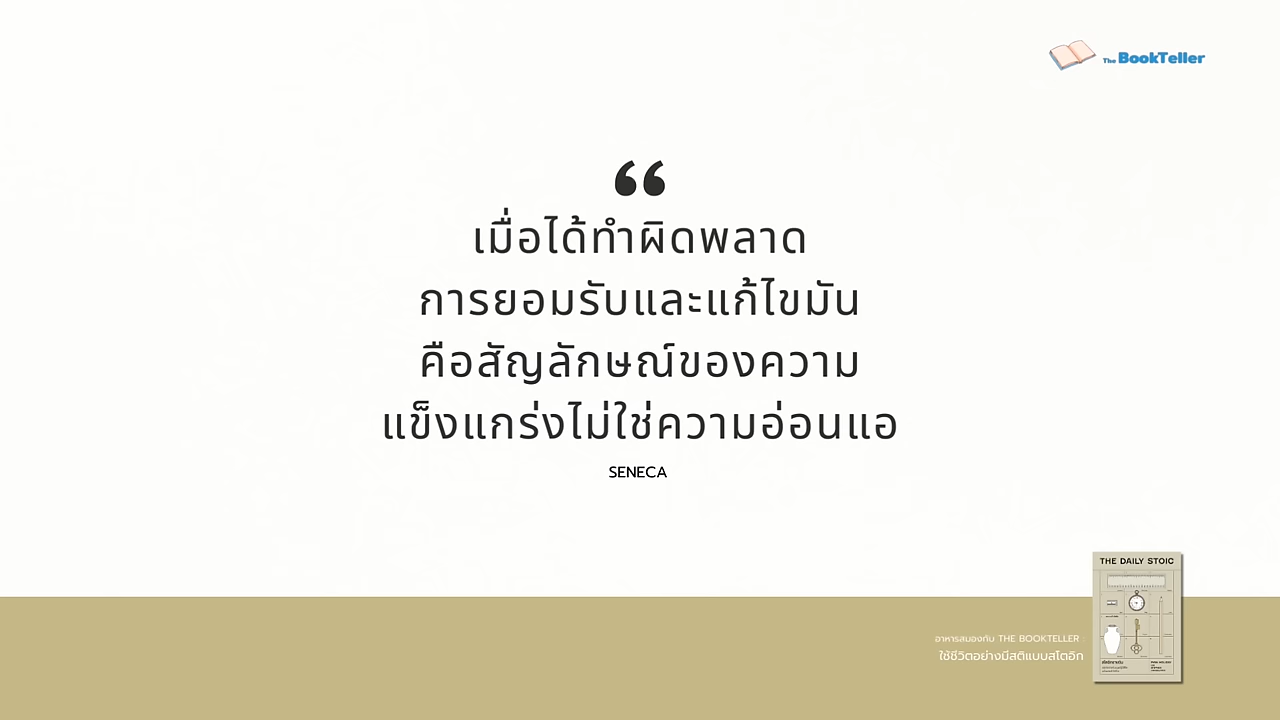 The BookTeller
“
เมื่อได้ทำผิดพลาด
การยอมรับและแก้ไขมัน
คือสัญลักษณ์ของความ
แข็งแกร่งไม่ใช่ความอ่อนแอ
SENECA
THE DAILY STOIC
อาหารสมองกับ THE BOOKTELLER :
ใช้ชีวิตอย่างมีสติแบบสโตอิก